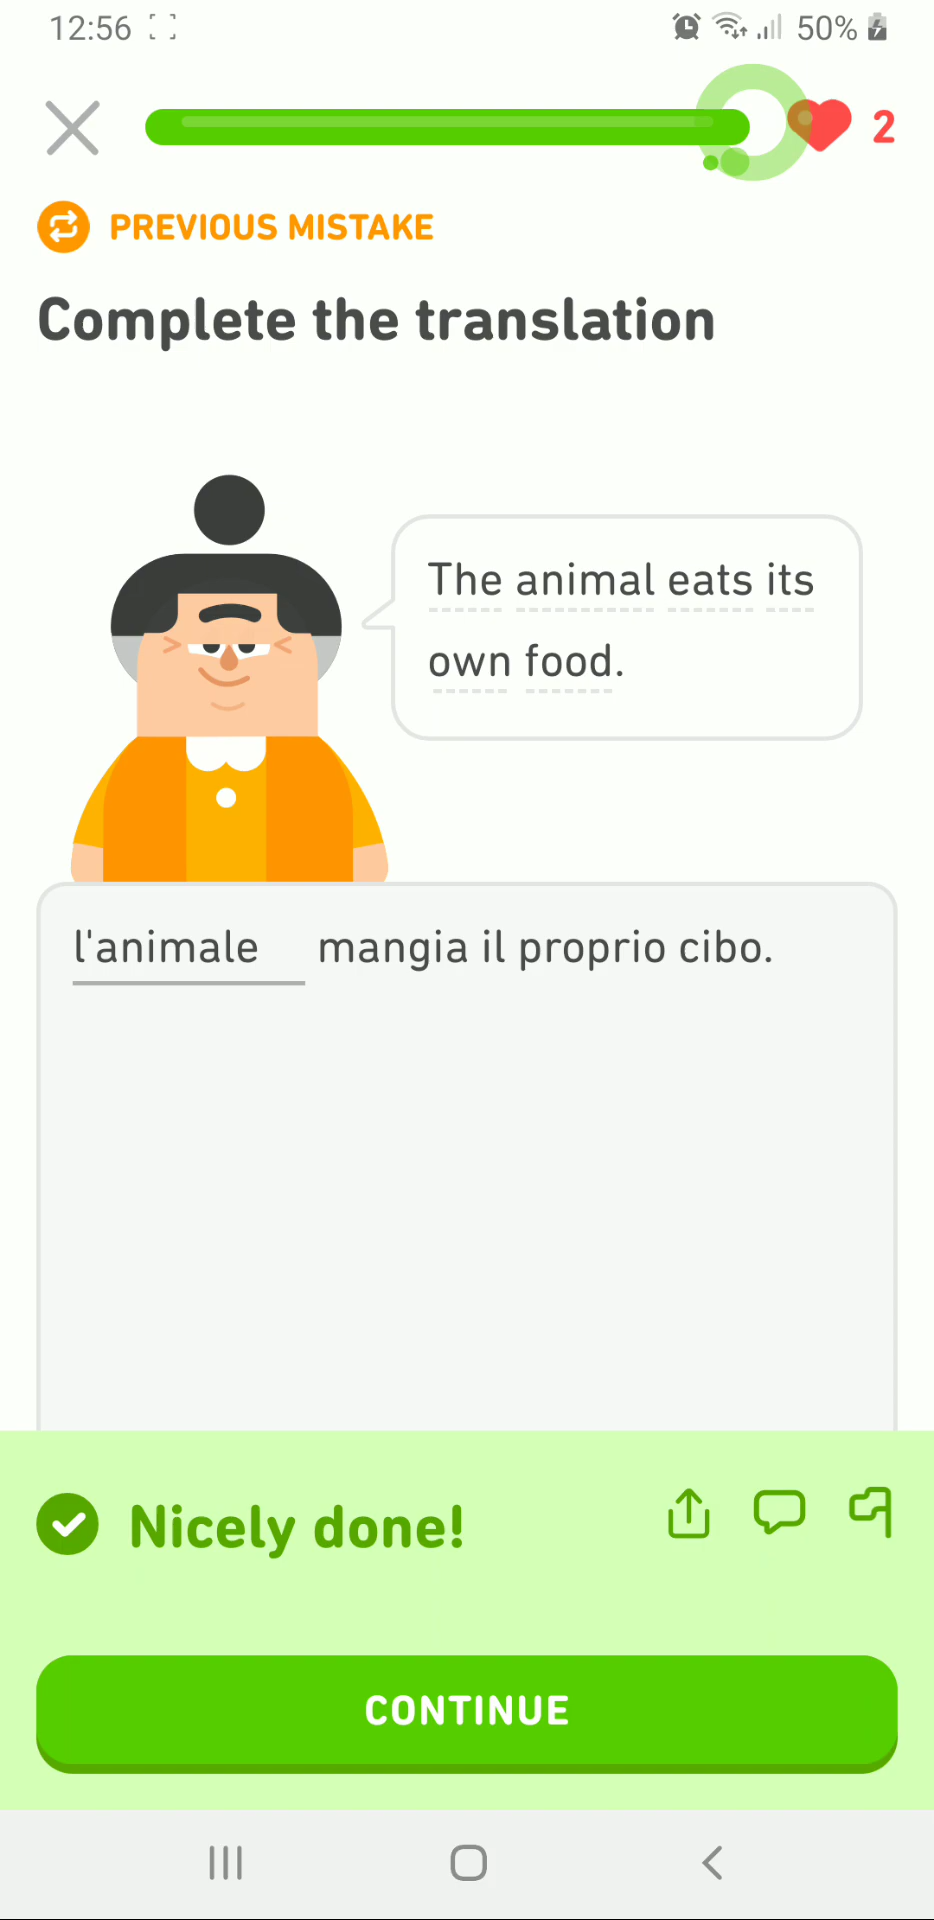 12:56 50%
2
PREVIOUS MISTAKE
Complete the translation
The animal eats its
own food.
l'animale mangia il proprio cibo.
Nicely done!
CONTINUE